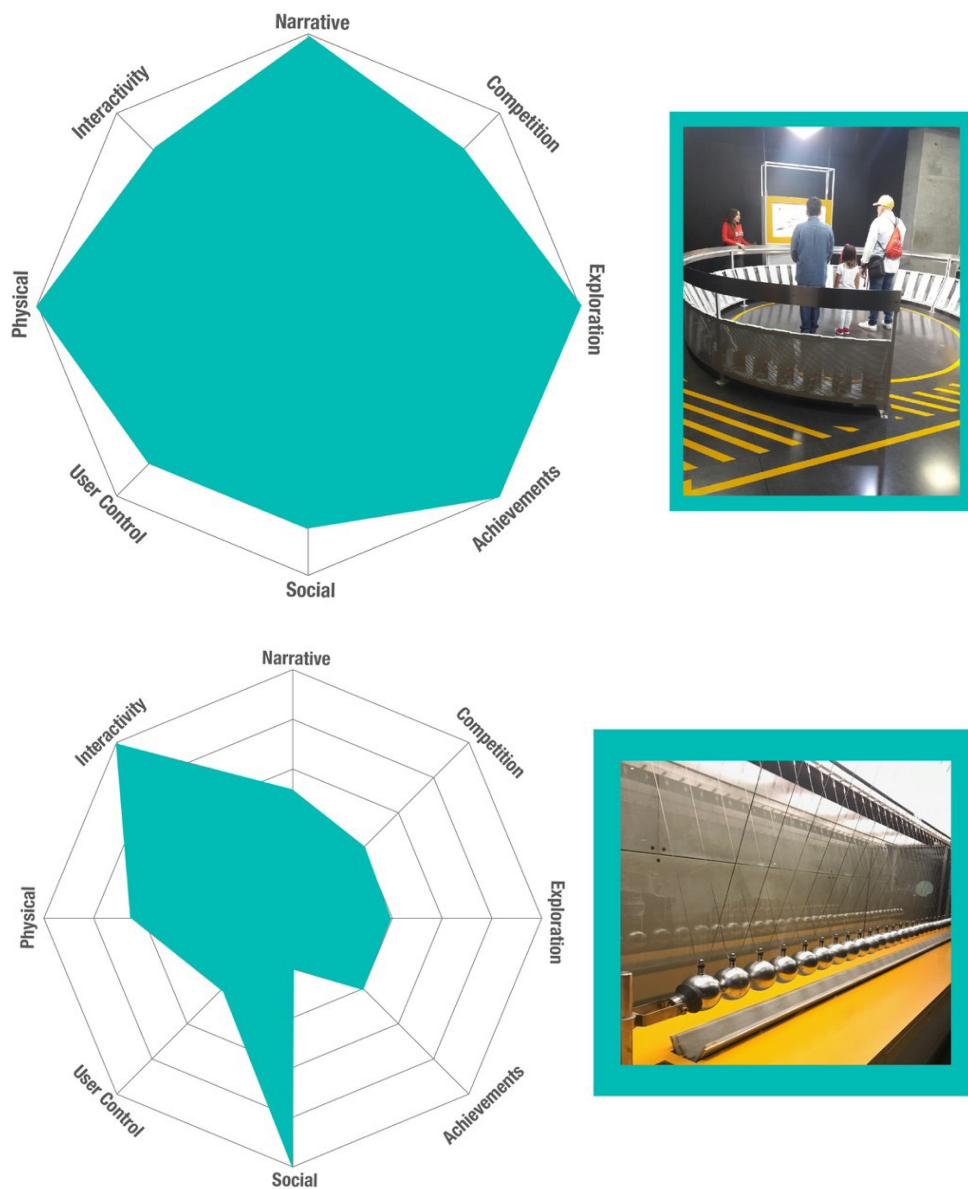 Narrative
Interactivity
Competition
Physical
Exploration
User Control
Achievements
Social
Narrative
Interactivity
Competition
Physical
Exploration
User Control
Achievements
Social